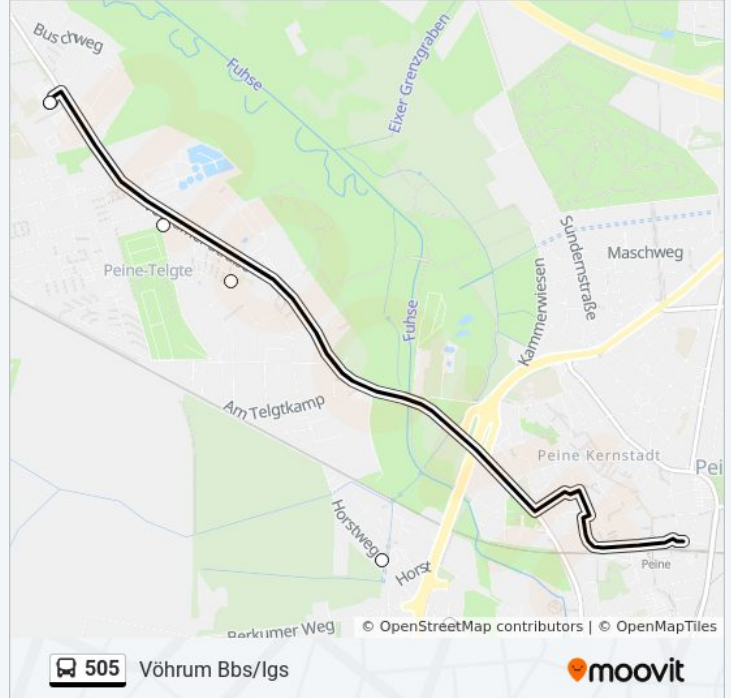 Buschweg
Fuhse
Eixer Grenzgraben
Sundernstraße
Maschweg
Peine-Telgte
Kammerwiesen
Fuhse
Am Telgtkamp
Peine Kernstadt
Pei
Horstweg
Horst
Peine
Berkumer Weg
© OpenStreetMap contributors | © OpenMapTiles
505 Vöhrum Bbs/Igs
moovit